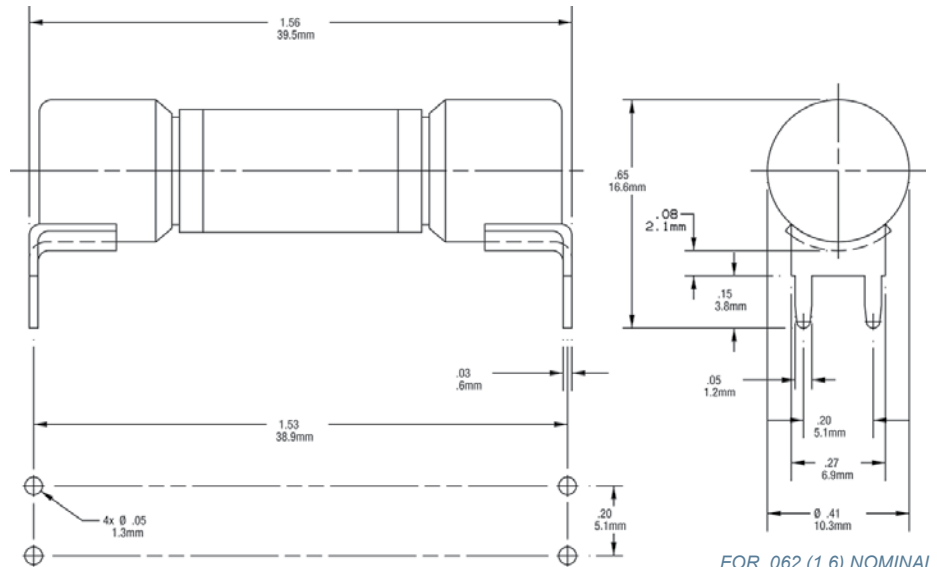 1.56
39.5mm
.65
16.6mm
.08
2.1mm
.15
3.8mm
.03
.6mm
.05
1.2mm
1.53
38.9mm
.20
5.1mm
.27
6.9mm
4x Ø .05
1.3mm
.20
5.1mm
Ø .41
10.3mm
FOR .062 (1.6) NOMINAL